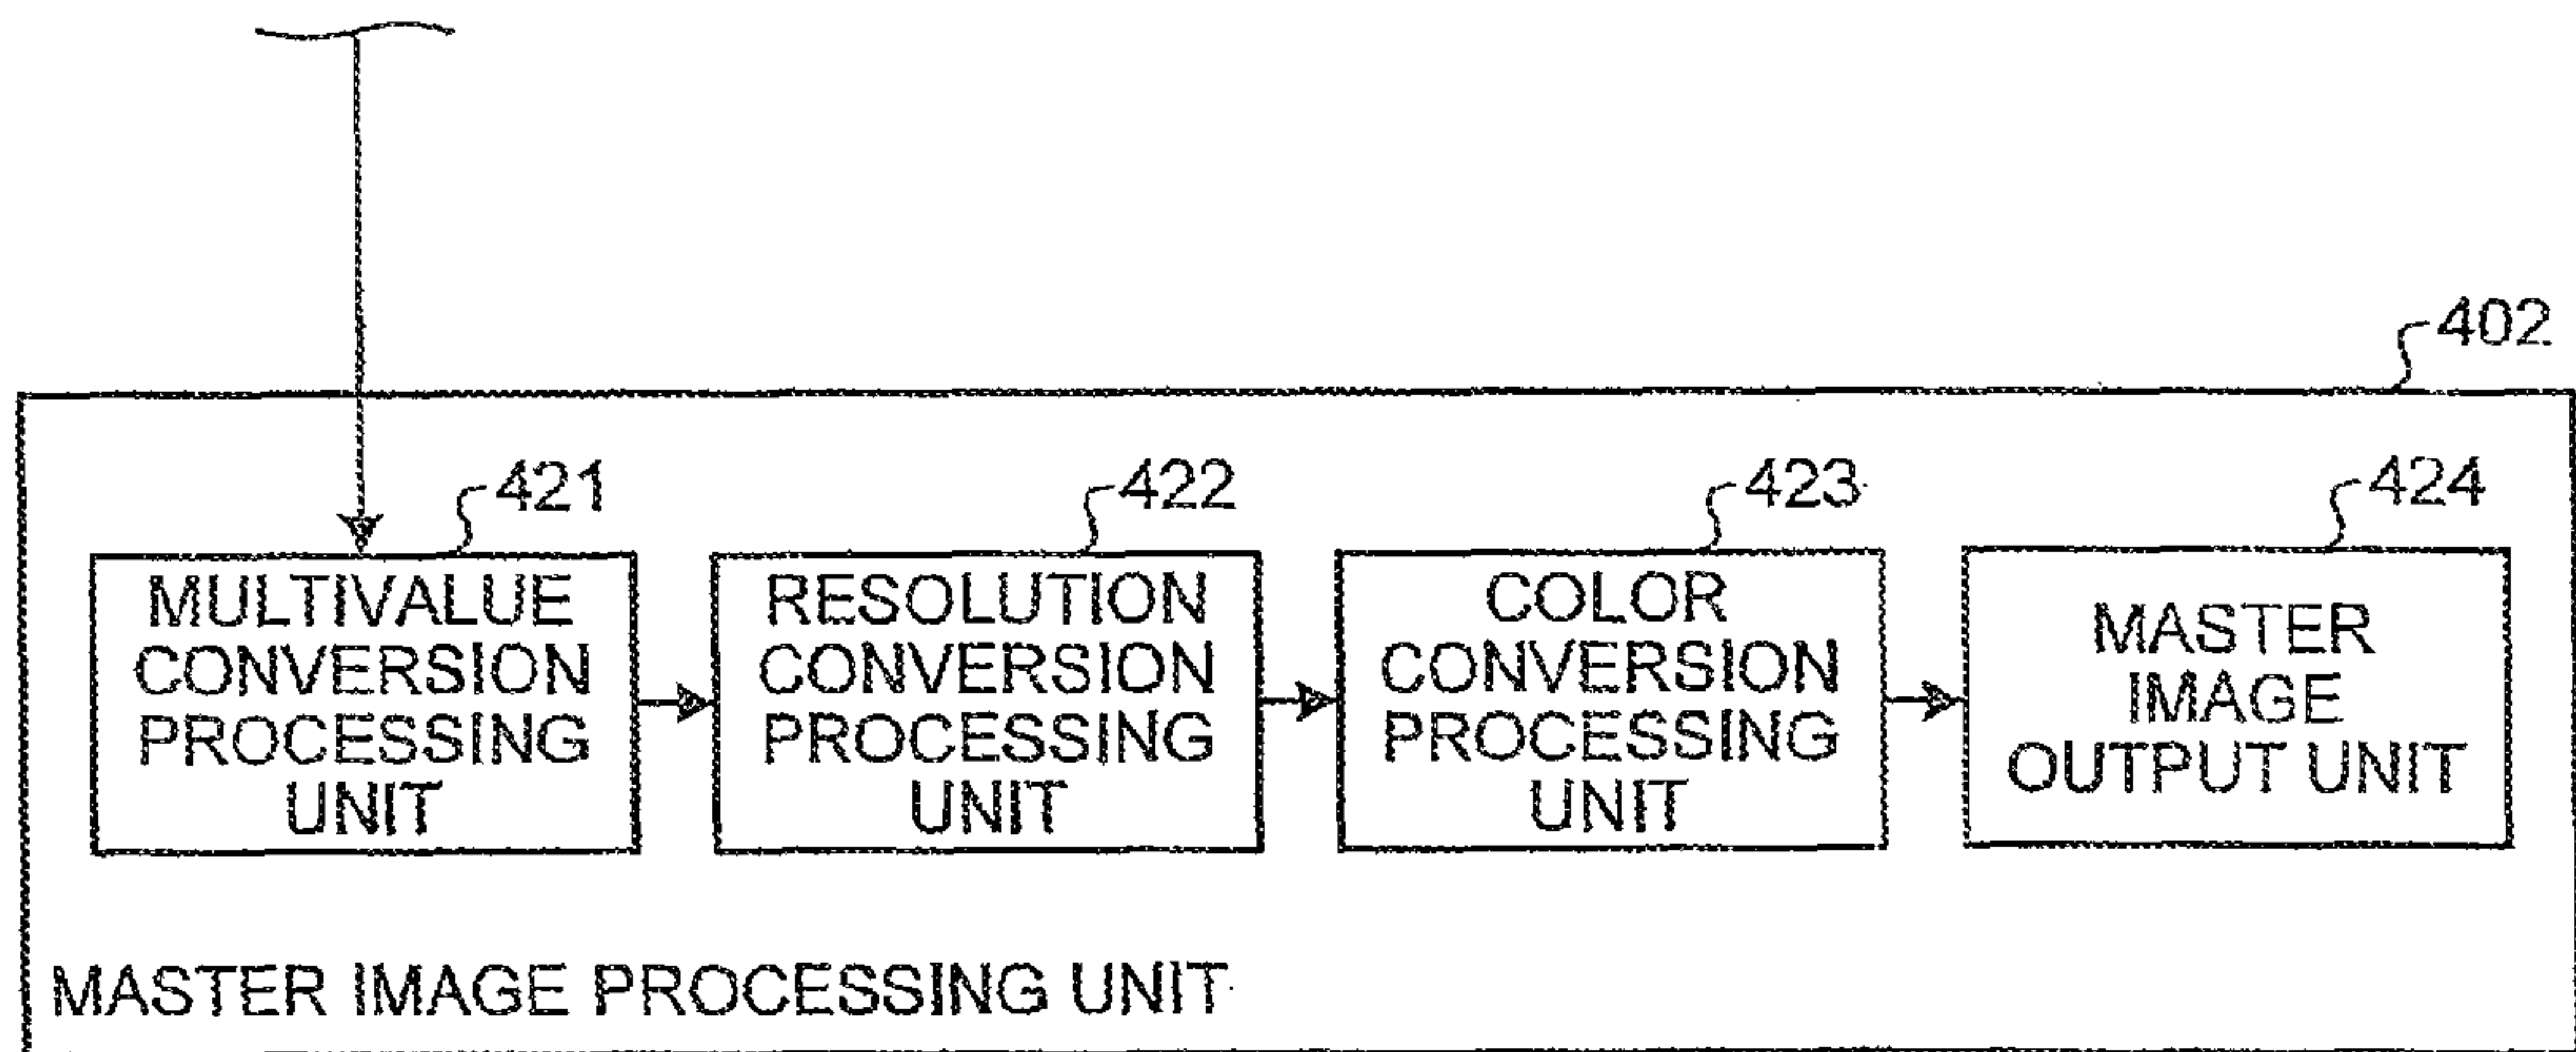 402
421
422
423
424
MULTIVALUE
CONVERSION
PROCESSING
UNIT
RESOLUTION
CONVERSION
PROCESSING
UNIT
COLOR
CONVERSION
PROCESSING
UNIT
MASTER
IMAGE
OUTPUT UNIT
MASTER IMAGE PROCESSING UNIT